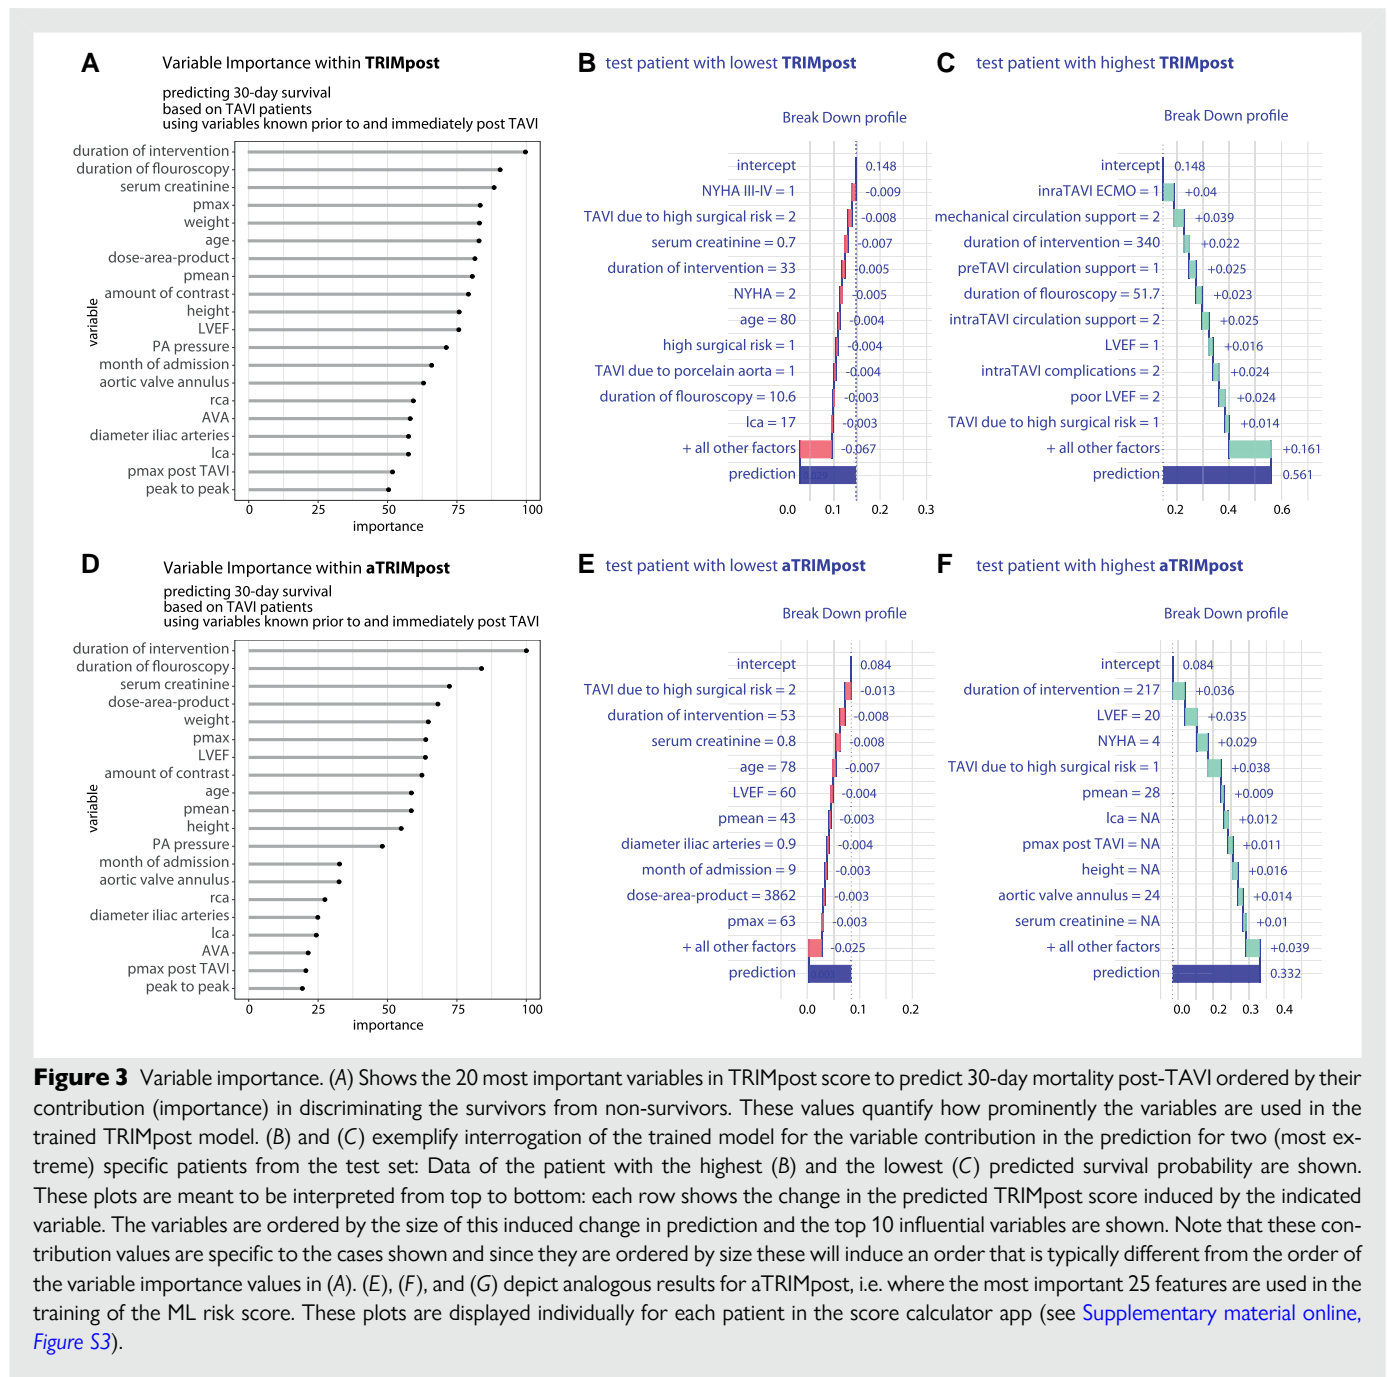 A
Variable Importance within TRIMpost
predicting 30-day survival
based on TAVI patients
using variables known prior to and immediately post TAVI
variable
duration of intervention
duration of flouroscopy
serum creatinine
pmax
weight
age
dose-area-product
pmean
amount of contrast
height
LVEF
PA pressure
month of admission
aortic valve annulus
rca
AVA
diameter iliac arteries
lca
pmax post TAVI
peak to peak
0 25 50 75 100
importance
B test patient with lowest TRIMpost
Break Down profile
intercept 0.148
NYHA III-IV = 1 -0.009
TAVI due to high surgical risk = 2 -0.008
serum creatinine = 0.7 -0.007
duration of intervention = 33 -0.005
NYHA = 2 -0.005
age = 80 -0.004
high surgical risk = 1 -0.004
TAVI due to porcelain aorta = 1 -0.004
duration of flouroscopy = 10.6 -0.003
lca = 17 -0.003
+ all other factors -0.067
prediction
0.0 0.1 0.2 0.3
C test patient with highest TRIMpost
Break Down profile
intercept 0.148
inraTAVI ECMO = 1 +0.04
mechanical circulation support = 2 +0.039
duration of intervention = 340 +0.022
preTAVI circulation support = 1 +0.025
duration of flouroscopy = 51.7 +0.023
intraTAVI circulation support = 2 +0.025
LVEF = 1 +0.016
intraTAVI complications = 2 +0.024
poor LVEF = 2 +0.024
TAVI due to high surgical risk = 1 +0.014
+ all other factors +0.161
prediction 0.561
0.2 0.4 0.6
D
Variable Importance within aTRIMpost
predicting 30-day survival
based on TAVI patients
using variables known prior to and immediately post TAVI
variable
duration of intervention
duration of flouroscopy
serum creatinine
dose-area-product
weight
pmax
LVEF
amount of contrast
age
pmean
height
PA pressure
month of admission
aortic valve annulus
rca
diameter iliac arteries
lca
AVA
pmax post TAVI
peak to peak
0 25 50 75 100
importance
E test patient with lowest aTRIMpost
Break Down profile
intercept 0.084
TAVI due to high surgical risk = 2 -0.013
duration of intervention = 53 -0.008
serum creatinine = 0.8 -0.008
age = 78 -0.007
LVEF = 60 -0.004
pmean = 43 -0.003
diameter iliac arteries = 0.9 -0.004
month of admission = 9 -0.003
dose-area-product = 3862 -0.003
pmax = 63 -0.003
+ all other factors -0.025
prediction
0.0 0.1 0.2
F test patient with highest aTRIMpost
Break Down profile
intercept 0.084
duration of intervention = 217 +0.036
LVEF = 20 +0.035
NYHA = 4 +0.029
TAVI due to high surgical risk = 1 +0.038
pmean = 28 +0.009
lca = NA +0.012
pmax post TAVI = NA +0.011
height = NA +0.016
aortic valve annulus = 24 +0.014
serum creatinine = NA +0.01
+ all other factors +0.039
prediction 0.332
0.0 0.2 0.3 0.4
Figure 3 Variable importance. (A) Shows the 20 most important variables in TRIMpost score to predict 30-day mortality post-TAVI ordered by their
contribution (importance) in discriminating the survivors from non-survivors. These values quantify how prominently the variables are used in the
trained TRIMpost model. (B) and (C) exemplify interrogation of the trained model for the variable contribution in the prediction for two (most ex-
treme) specific patients from the test set: Data of the patient with the highest (B) and the lowest (C) predicted survival probability are shown.
These plots are meant to be interpreted from top to bottom: each row shows the change in the predicted TRIMpost score induced by the indicated
variable. The variables are ordered by the size of this induced change in prediction and the top 10 influential variables are shown. Note that these con-
tribution values are specific to the cases shown and since they are ordered by size these will induce an order that is typically different from the order of
the variable importance values in (A). (E), (F), and (G) depict analogous results for aTRIMpost, i.e. where the most important 25 features are used in the
training of the ML risk score. These plots are displayed individually for each patient in the score calculator app (see Supplementary material online,
Figure S3).